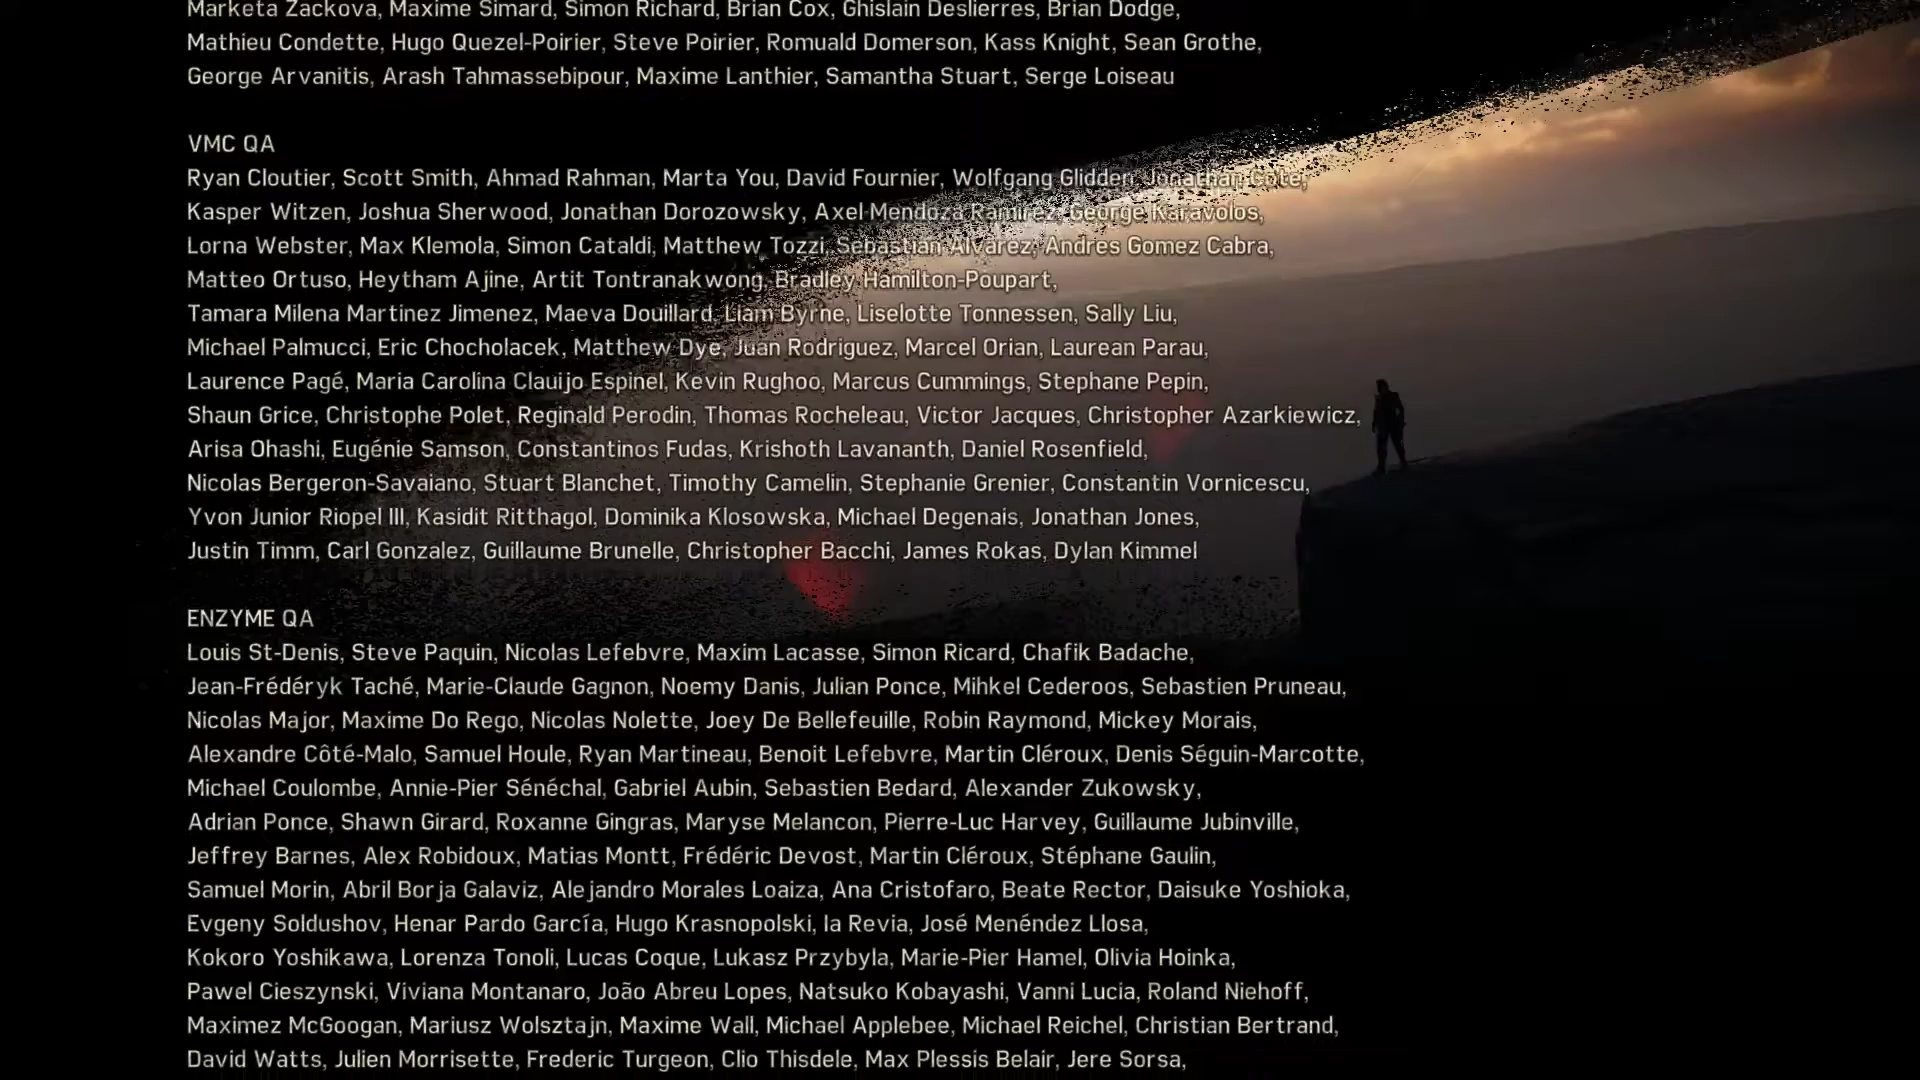 Marketa Zackova, Maxime Simard, Simon Richard, Brian Cox, Ghislain Deslierres, Brian Dodge,
Mathieu Condette, Hugo Quezel-Poirier, Steve Poirier, Romuald Domerson, Kass Knight, Sean Grothe,
George Arvanitis, Arash Tahmassebipour, Maxime Lanthier, Samantha Stuart, Serge Loiseau
VMC QA
Ryan Cloutier, Scott Smith, Ahmad Rahman, Marta You, David Fournier, Wolfgang Glidden, Jonathan Cote,
Kasper Witzen, Joshua Sherwood, Jonathan Dorozowsky, Axel Mendoza Ramirez, George Karavolos,
Lorna Webster, Max Klemola, Simon Cataldi, Matthew Tozzi, Sebastian Alvarez, Andres Gomez Cabra,
Matteo Ortuso, Heytham Ajine, Artit Tontranakwong, Bradley Hamilton-Poupart,
Tamara Milena Martinez Jimenez, Maeva Douillard, Liam Byrne, Liselotte Tonnessen, Sally Liu,
Michael Palmucci, Eric Chocholacek, Matthew Dye, Juan Rodriguez, Marcel Orian, Laurean Parau,
Laurence Pagé, Maria Carolina Clauijo Espinel, Kevin Rughoo, Marcus Cummings, Stephane Pepin,
Shaun Grice, Christophe Polet, Reginald Perodin, Thomas Rocheleau, Victor Jacques, Christopher Azarkiewicz,
Arisa Ohashi, Eugénie Samson, Constantinos Fudas, Krishoth Lavananth, Daniel Rosenfield,
Nicolas Bergeron-Savaiano, Stuart Blanchet, Timothy Camelin, Stephanie Grenier, Constantin Vornicescu,
Yvon Junior Riopel III, Kasidit Ritthagol, Dominika Klosowska, Michael Degenais, Jonathan Jones,
Justin Timm, Carl Gonzalez, Guillaume Brunelle, Christopher Bacchi, James Rokas, Dylan Kimmel
ENZYME QA
Louis St-Denis, Steve Paquin, Nicolas Lefebvre, Maxim Lacasse, Simon Ricard, Chafik Badache,
Jean-Frédéryk Taché, Marie-Claude Gagnon, Noemy Danis, Julian Ponce, Mihkel Cederoos, Sebastien Pruneau,
Nicolas Major, Maxime Do Rego, Nicolas Nolette, Joey De Bellefeuille, Robin Raymond, Mickey Morais,
Alexandre Côté-Malo, Samuel Houle, Ryan Martineau, Benoit Lefebvre, Martin Cléroux, Denis Séguin-Marcotte,
Michael Coulombe, Annie-Pier Sénéchal, Gabriel Aubin, Sebastien Bedard, Alexander Zukowsky,
Adrian Ponce, Shawn Girard, Roxanne Gingras, Maryse Melancon, Pierre-Luc Harvey, Guillaume Jubinville,
Jeffrey Barnes, Alex Robidoux, Matias Montt, Frédéric Devost, Martin Cléroux, Stéphane Gaulin,
Samuel Morin, Abril Borja Galaviz, Alejandro Morales Loaiza, Ana Cristofaro, Beate Rector, Daisuke Yoshioka,
Evgeny Soldushov, Henar Pardo García, Hugo Krasnopolski, Ia Revia, José Menéndez Llosa,
Kokoro Yoshikawa, Lorenza Tonoli, Lucas Coque, Lukasz Przybyla, Marie-Pier Hamel, Olivia Hoinka,
Pawel Cieszynski, Viviana Montanaro, João Abreu Lopes, Natsuko Kobayashi, Vanni Lucia, Roland Niehoff,
Maximez McGoogan, Mariusz Wolsztajn, Maxime Wall, Michael Applebee, Michael Reichel, Christian Bertrand,
David Watts, Julien Morrisette, Frederic Turgeon, Clio Thisdele, Max Plessis Belair, Jere Sorsa,